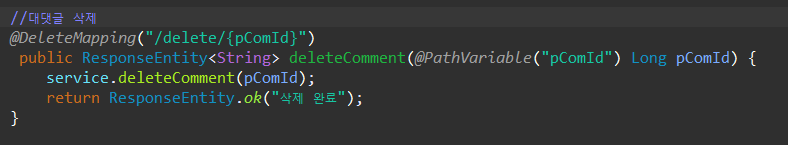 //대댓글 삭제
@DeleteMapping("/delete/{pComId}")
public ResponseEntity<String> deleteComment(@PathVariable("pComId") Long pComId) {
service.deleteComment(pComId);
return ResponseEntity.ok("삭제 완료");
}